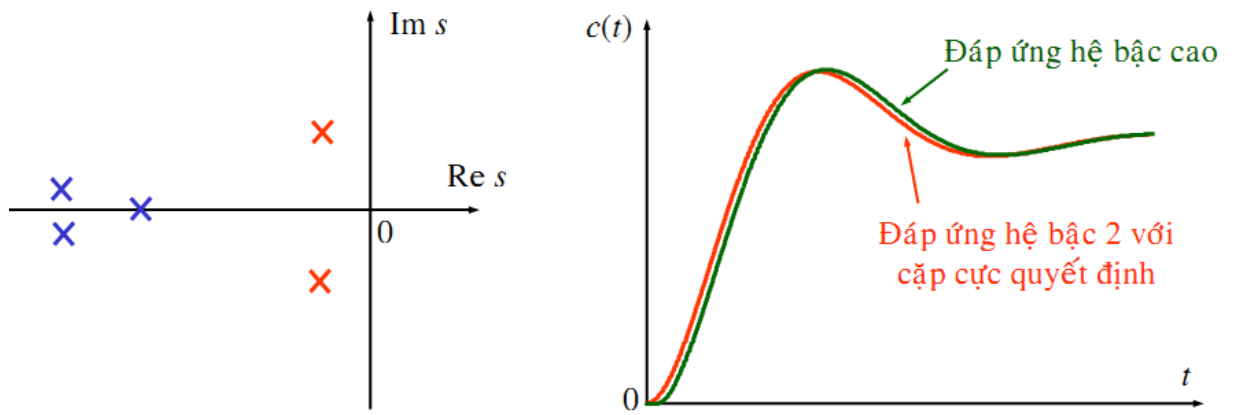 Im s
Re s
0
c(t)
Đáp ứng hệ bậc cao
Đáp ứng hệ bậc 2 với
cặp cực quyết định
0
t